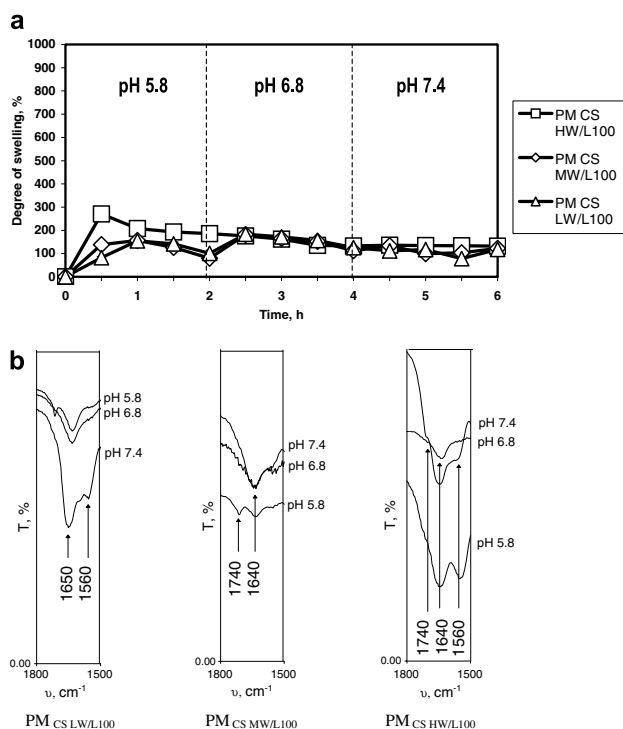 a
1000
900
800
700
600
500
400
300
200
100
0
Degree of swelling, %
pH 5.8
pH 6.8
pH 7.4
0 1 2 3 4 5 6
Time, h
PM CS
HW/L100
PM CS
MW/L100
PM CS
LW/L100
b
T, %
pH 5.8
pH 6.8
pH 7.4
1650
1560
0.00
1800 1500
υ, cm-1
PM CS LW/L100
T, %
pH 7.4
pH 6.8
pH 5.8
1740
1640
0.00
1800 1500
υ, cm-1
PM CS MW/L100
T, %
pH 7.4
pH 6.8
pH 5.8
1740
1640
1560
0.00
1800 1500
υ, cm-1
PM CS HW/L100